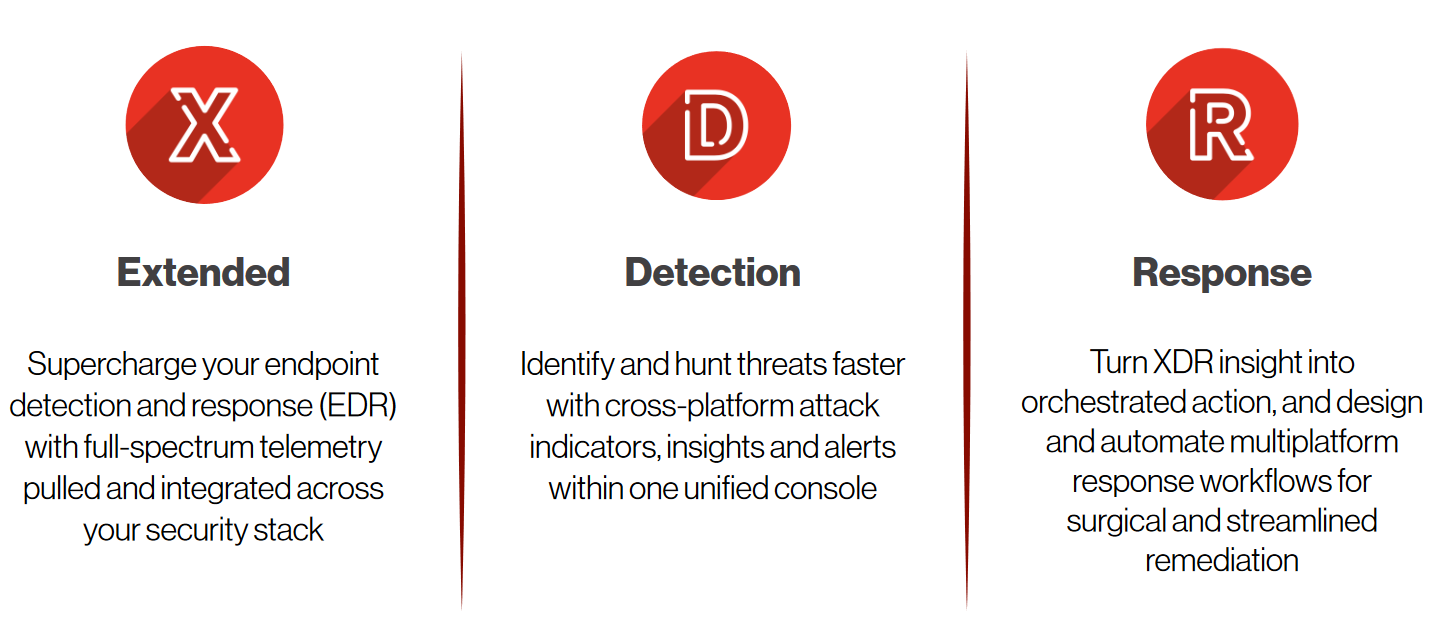 X
Extended
Supercharge your endpoint
detection and response (EDR)
with full-spectrum telemetry
pulled and integrated across
your security stack
D
Detection
Identify and hunt threats faster
with cross-platform attack
indicators, insights and alerts
within one unified console
R
Response
Turn XDR insight into
orchestrated action, and design
and automate multiplatform
response workflows for
surgical and streamlined
remediation